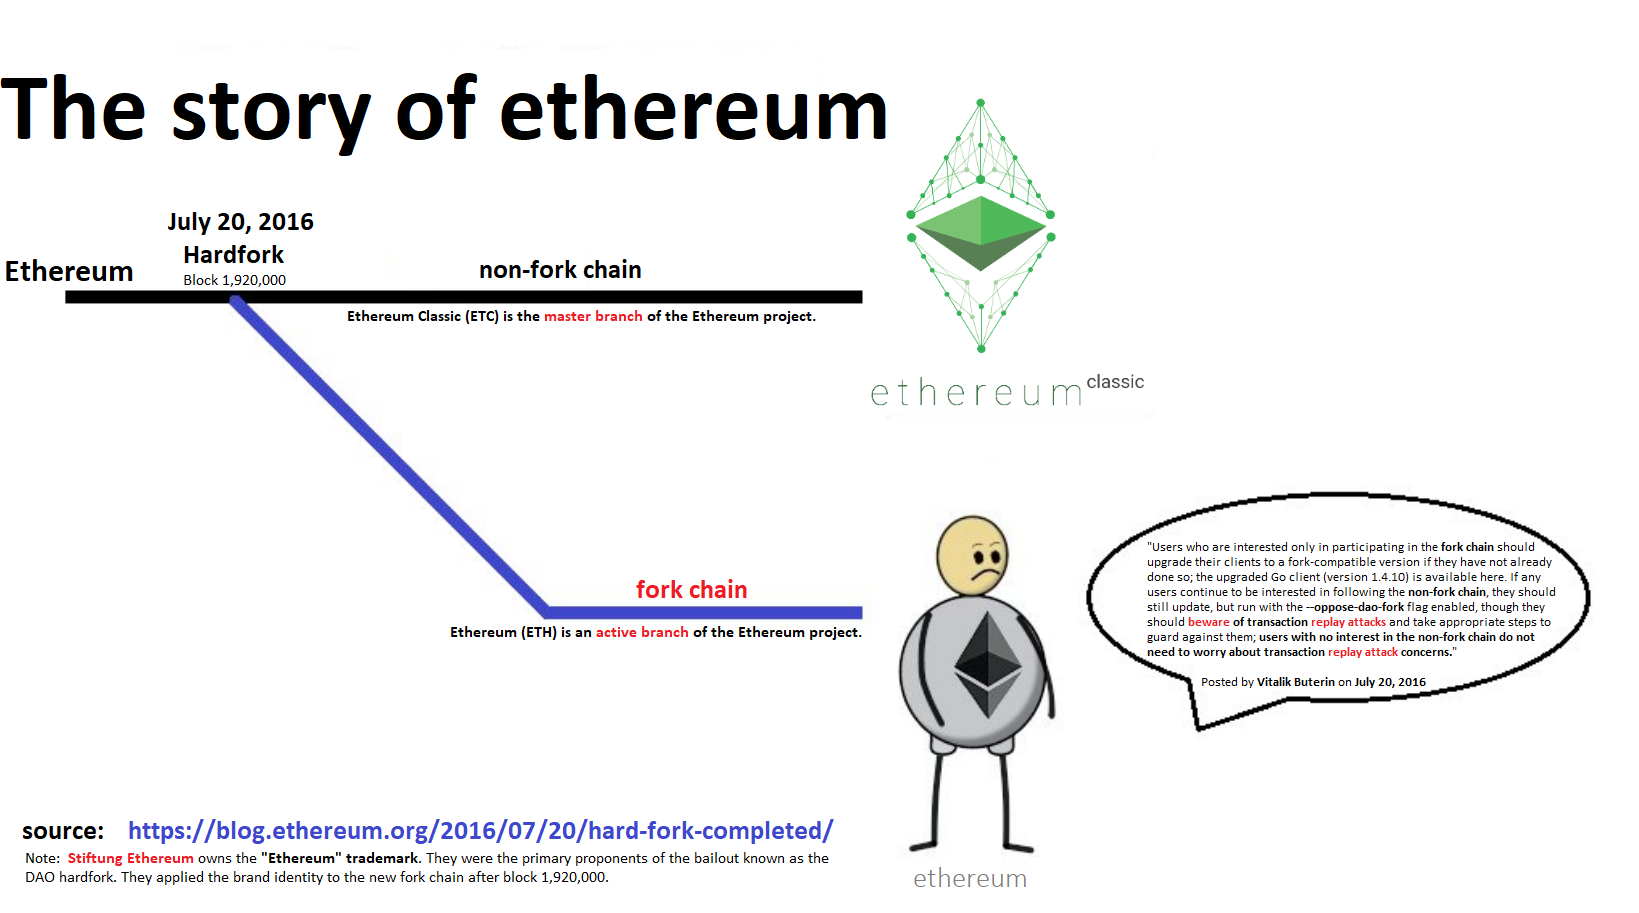 The story of ethereum
July 20, 2016
Hardfork
Block 1,920,000
Ethereum
non-fork chain
Ethereum Classic (ETC) is the master branch of the Ethereum project.
ethereum classic
fork chain
Ethereum (ETH) is an active branch of the Ethereum project.
"Users who are interested only in participating in the fork chain should
upgrade their clients to a fork-compatible version if they have not already
done so; the upgraded Go client (version 1.4.10) is available here. If any
users continue to be interested in following the non-fork chain, they should
still update, but run with the --oppose-dao-fork flag enabled, though they
should beware of transaction replay attacks and take appropriate steps to
guard against them; users with no interest in the non-fork chain do not
need to worry about transaction replay attack concerns."
Posted by Vitalik Buterin on July 20, 2016
source: https://blog.ethereum.org/2016/07/20/hard-fork-completed/
Note: Stiftung Ethereum owns the "Ethereum" trademark. They were the primary proponents of the bailout known as the
DAO hardfork. They applied the brand identity to the new fork chain after block 1,920,000.
ethereum